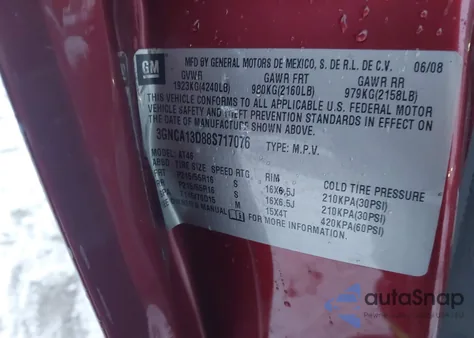 GM
MFD BY GENERAL MOTORS DE MEXICO, S. DE R.L. DE C.V. 06/08
GVWR GAWR FRT GAWR RR
1923KG(4240LB) 980KG(2160LB) 979KG(2158LB)
THIS VEHICLE CONFORMS TO ALL APPLICABLE U.S. FEDERAL MOTOR
VEHICLE SAFETY AND THEFT PREVENTION STANDARDS IN EFFECT ON
THE DATE OF MANUFACTURE SHOWN ABOVE.
3GNCA13D88S717076 TYPE: M.P.V.
TIRE SIZE SPEED RTG RIM COLD TIRE PRESSURE
FRT S 16X6.5J 210KPA(30PSI)
S 16X6.5J 210KPA(30PSI)
M 15X4T 420KPA(60PSI)
MANUAL FOR MORE INFORMATION.
autoSnap